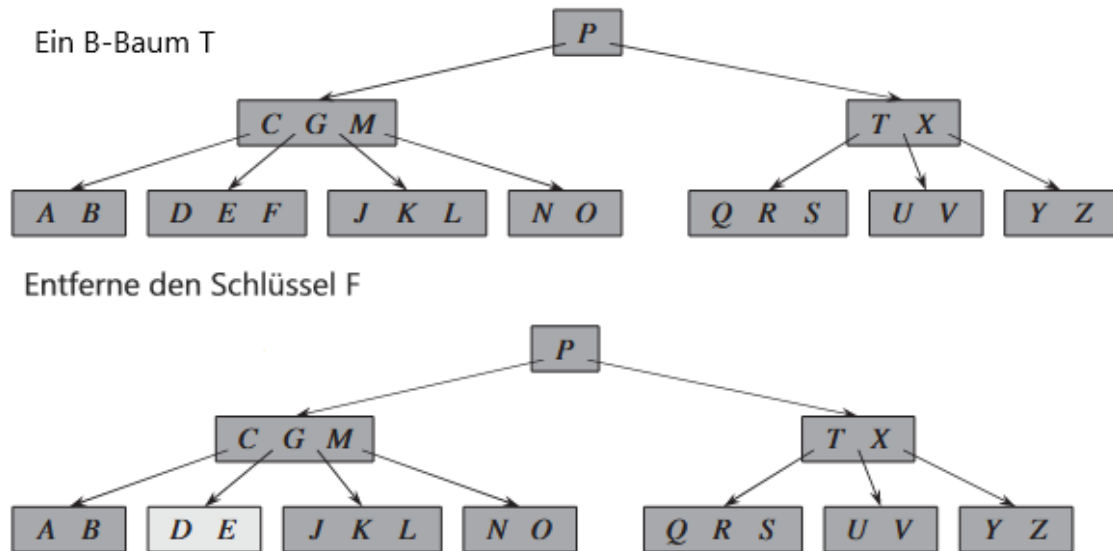 Ein B-Baum T
P
C G M
T X
A B
D E F
J K L
N O
Q R S
U V
Y Z
Entferne den Schlüssel F
P
C G M
T X
A B
D E
J K L
N O
Q R S
U V
Y Z